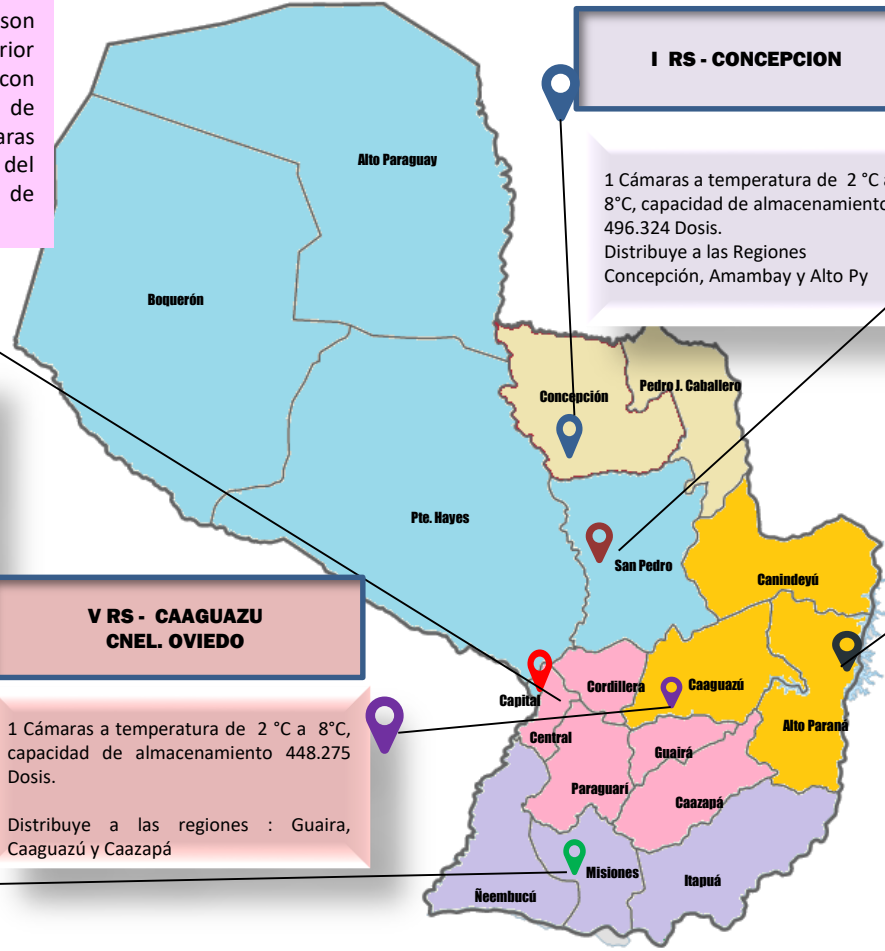 son
rior
con
de
aras
del
de
I RS - CONCEPCION
1 Cámaras a temperatura de 2 °C a
8°C, capacidad de almacenamiento
496.324 Dosis.
Distribuye a las Regiones
Concepción, Amambay y Alto Py
Alto Paraguay
Boquerón
Concepción
Pedro J. Caballero
Pte. Hayes
San Pedro
Canindeyú
V RS - CAAGUAZU
CNEL. OVIEDO
1 Cámaras a temperatura de 2 °C a 8°C,
capacidad de almacenamiento 448.275
Dosis.
Distribuye a las regiones : Guaira,
Caaguazú y Caazapá
Capital
Cordillera
Caaguazú
Alto Paraná
Central
Guairá
Paraguarí
Caazapá
Misiones
Itapuá
Ñeembucú